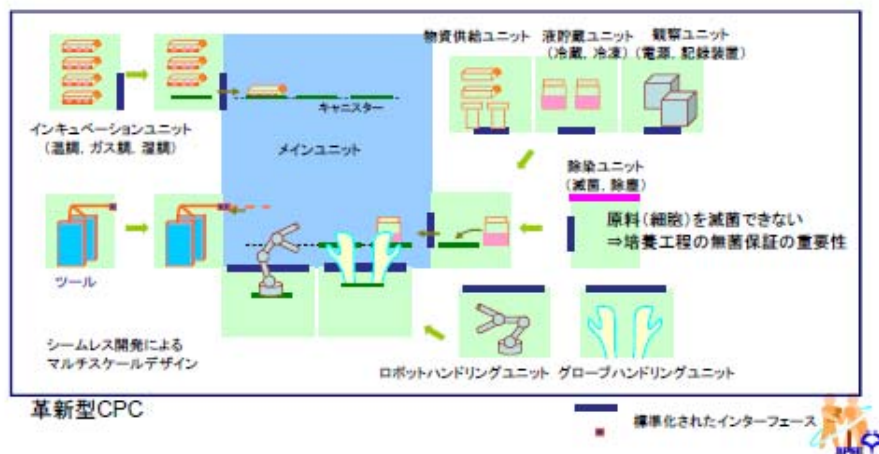 物資供給ユニット
液貯蔵ユニット
(冷蔵、冷凍)
観察ユニット
(電源、記録装置)
キャニスター
インキュベーションユニット
(温調、ガス調、湿調)
メインユニット
除染ユニット
(滅菌、除塵)
原料(細胞)を滅菌できない
⇒培養工程の無菌保証の重要性
ツール
シームレス開発による
マルチスケールデザイン
ロボットハンドリングユニット
グローブハンドリングユニット
革新型CPC
標準化されたインターフェース